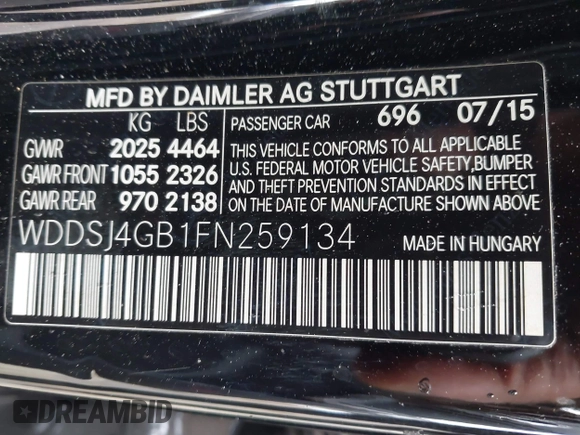 MFD BY DAIMLER AG STUTTGART
KG LBS
GWR 2025 4464
GAWR FRONT 1055 2326
GAWR REAR 970 2138
PASSENGER CAR 696 07/15
THIS VEHICLE CONFORMS TO ALL APPLICABLE
U.S. FEDERAL MOTOR VEHICLE SAFETY,BUMPER
AND THEFT PREVENTION STANDARDS IN EFFECT
ON THE DATE OF MANUFACTURE SHOWN ABOVE.
WDDSJ4GB1FN259134 MADE IN HUNGARY
DREAMBID